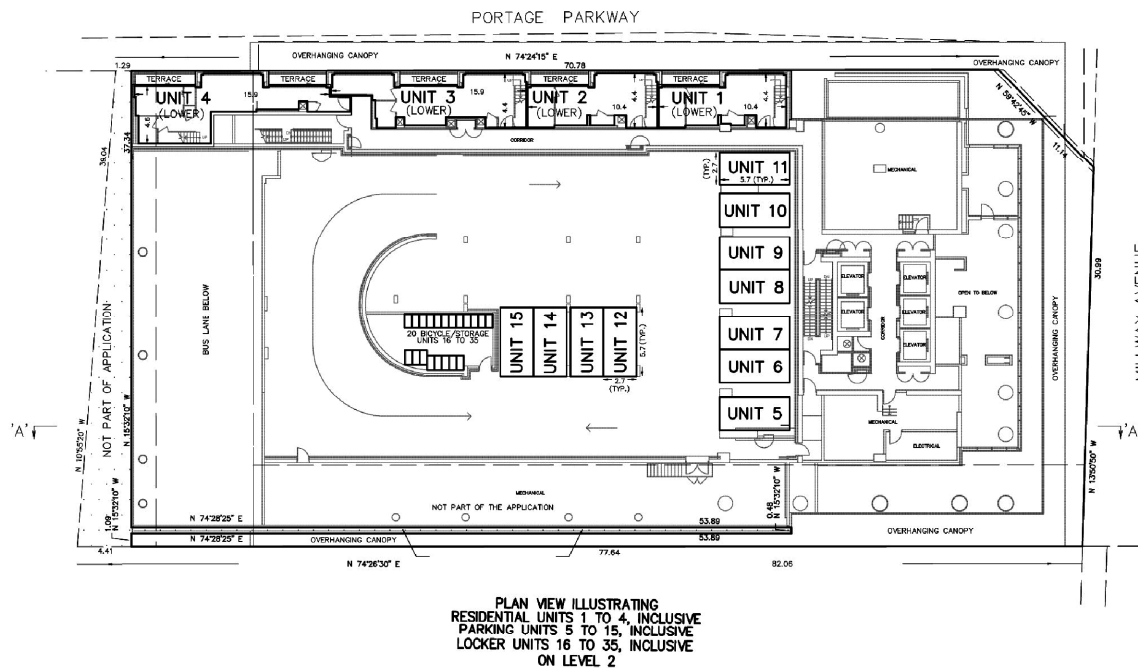 PORTAGE PARKWAY
OVERHANGING CANOPY
N 74°24'15" E
70.78
OVERHANGING CANOPY
1.29
TERRACE
TERRACE
TERRACE
TERRACE
TERRACE
UNIT 4
(LOWER)
15.9
4.6
UNIT 3
(LOWER)
15.9
4.4
UNIT 2
(LOWER)
10.4
4.4
UNIT 1
(LOWER)
10.4
4.4
N 59°42'45" W
11.14
CORRIDOR
39.04
37.34
UNIT 11
2.7
(TYP.)
5.7 (TYP.)
UNIT 10
UNIT 9
UNIT 8
UNIT 7
UNIT 6
UNIT 5
MECHANICAL
ELEVATOR
ELEVATOR
ELEVATOR
ELEVATOR
ELEVATOR
CORRIDOR
OPEN TO BELOW
30.99
OVERHANGING CANOPY
NOT PART OF APPLICATION
BUS LANE BELOW
20 BICYCLE/STORAGE
UNITS 16 TO 35
UNIT 15
UNIT 14
UNIT 13
UNIT 12
5.7
(TYP.)
2.7
(TYP.)
'A'
'A'
N 10°55'20" W
N 15°32'10" W
MECHANICAL
ELECTRICAL
N 13°50'50" W
MECHANICAL
NOT PART OF THE APPLICATION
N 15°32'10" W
1.09
N 15°32'10" W
0.48
N 74°28'25" E
53.89
N 74°28'25" E
OVERHANGING CANOPY
53.89
OVERHANGING CANOPY
4.41
N 74°26'30" E
77.64
82.06
PLAN VIEW ILLUSTRATING
RESIDENTIAL UNITS 1 TO 4, INCLUSIVE
PARKING UNITS 5 TO 15, INCLUSIVE
LOCKER UNITS 16 TO 35, INCLUSIVE
ON LEVEL 2